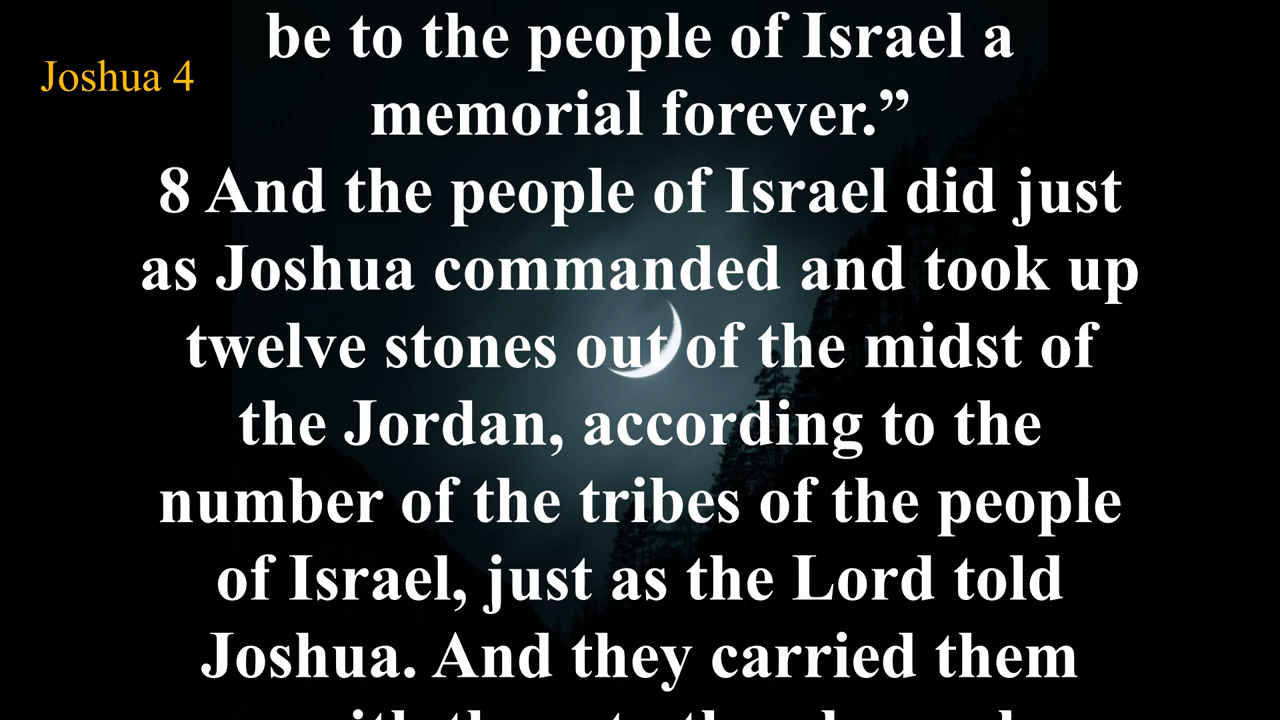 be to the people of Israel a
Joshua 4
memorial forever.”
8 And the people of Israel did just
as Joshua commanded and took up
twelve stones out of the midst of
the Jordan, according to the
number of the tribes of the people
of Israel, just as the Lord told
Joshua. And they carried them